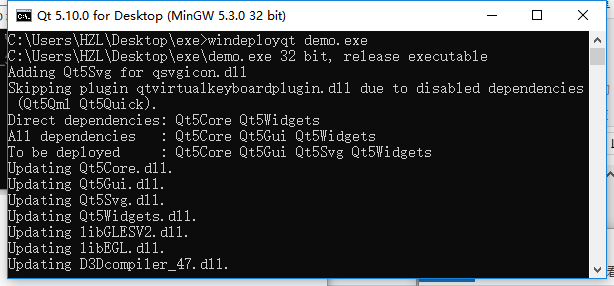 Qt 5.10.0 for Desktop (MinGW 5.3.0 32 bit)
C:\Users\HZL\Desktop\exe>windeployqt demo.exe
C:\Users\HZL\Desktop\exe\demo.exe 32 bit, release executable
Adding Qt5Svg for qsvgicon.dll
Skipping plugin qtvirtualkeyboardplugin.dll due to disabled dependencies
(Qt5Qml Qt5Quick).
Direct dependencies: Qt5Core Qt5Widgets
All dependencies   : Qt5Core Qt5Gui Qt5Widgets
To be deployed     : Qt5Core Qt5Gui Qt5Svg Qt5Widgets
Updating Qt5Core.dll.
Updating Qt5Gui.dll.
Updating Qt5Svg.dll.
Updating Qt5Widgets.dll.
Updating libGLESV2.dll.
Updating libEGL.dll.
Updating D3Dcompiler_47.dll.